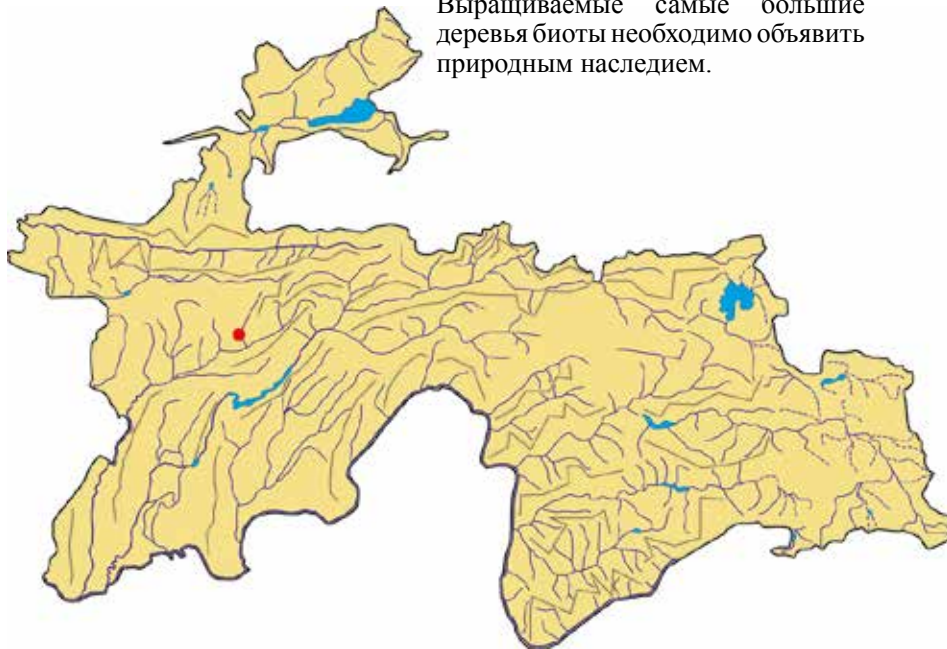 Выращиваемые самые большие
деревья биоты необходимо объявить
природным наследием.